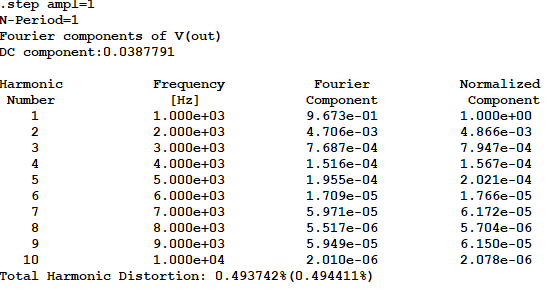 .step ampl=1
N-Period=1
Fourier components of V(out)
DC component:0.0387791
Harmonic Frequency Fourier Normalized
Number [Hz] Component Component
1 1.000e+03 9.673e-01 1.000e+00
2 2.000e+03 4.706e-03 4.866e-03
3 3.000e+03 7.687e-04 7.947e-04
4 4.000e+03 1.516e-04 1.567e-04
5 5.000e+03 1.955e-04 2.021e-04
6 6.000e+03 1.709e-05 1.766e-05
7 7.000e+03 5.971e-05 6.172e-05
8 8.000e+03 5.517e-06 5.704e-06
9 9.000e+03 5.949e-05 6.150e-05
10 1.000e+04 2.010e-06 2.078e-06
Total Harmonic Distortion: 0.493742%(0.494411%)